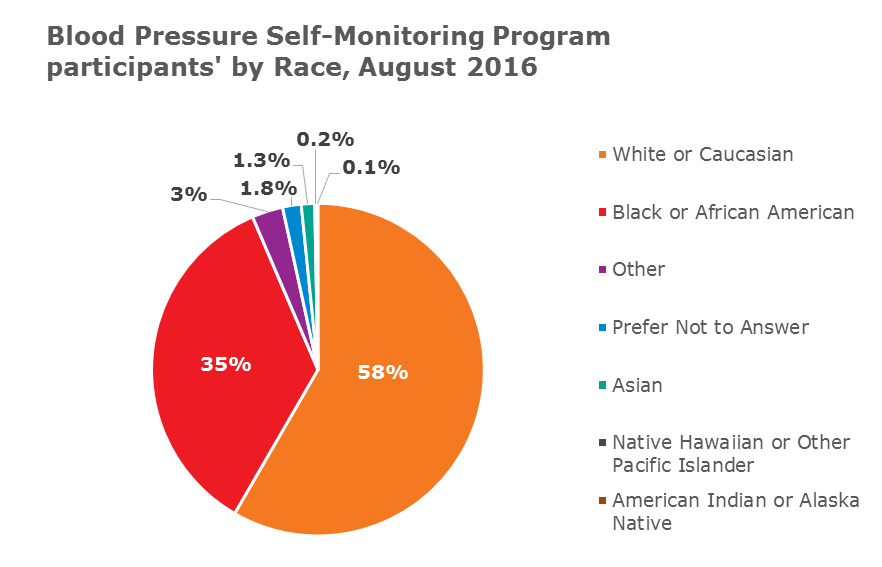 Blood Pressure Self-Monitoring Program
participants' by Race, August 2016
0.2%
1.3%
0.1%
1.8%
3%
35%
58%
White or Caucasian
Black or African American
Other
Prefer Not to Answer
Asian
Native Hawaiian or Other
Pacific Islander
American Indian or Alaska
Native